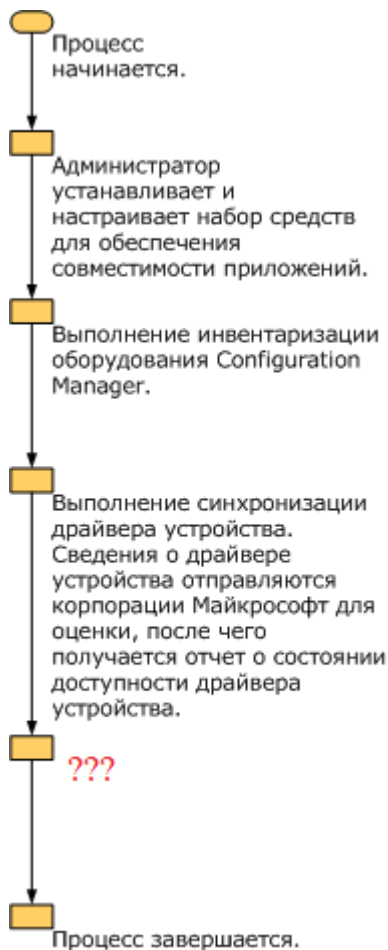 Процесс
начинается.
Администратор
устанавливает и
настраивает набор средств
для обеспечения
совместимости приложений.
Выполнение инвентаризации
оборудования Configuration
Manager.
Выполнение синхронизации
драйвера устройства.
Сведения о драйвере
устройства отправляются
корпорации Майкрософт для
оценки, после чего
получается отчет о состоянии
доступности драйвера
устройства.
???
Процесс завершается.